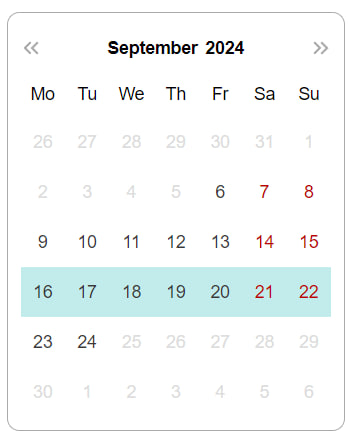 « September 2024 »
Mo Tu We Th Fr Sa Su
26 27 28 29 30 31 1
2 3 4 5 6 7 8
9 10 11 12 13 14 15
16 17 18 19 20 21 22
23 24 25 26 27 28 29
30 1 2 3 4 5 6